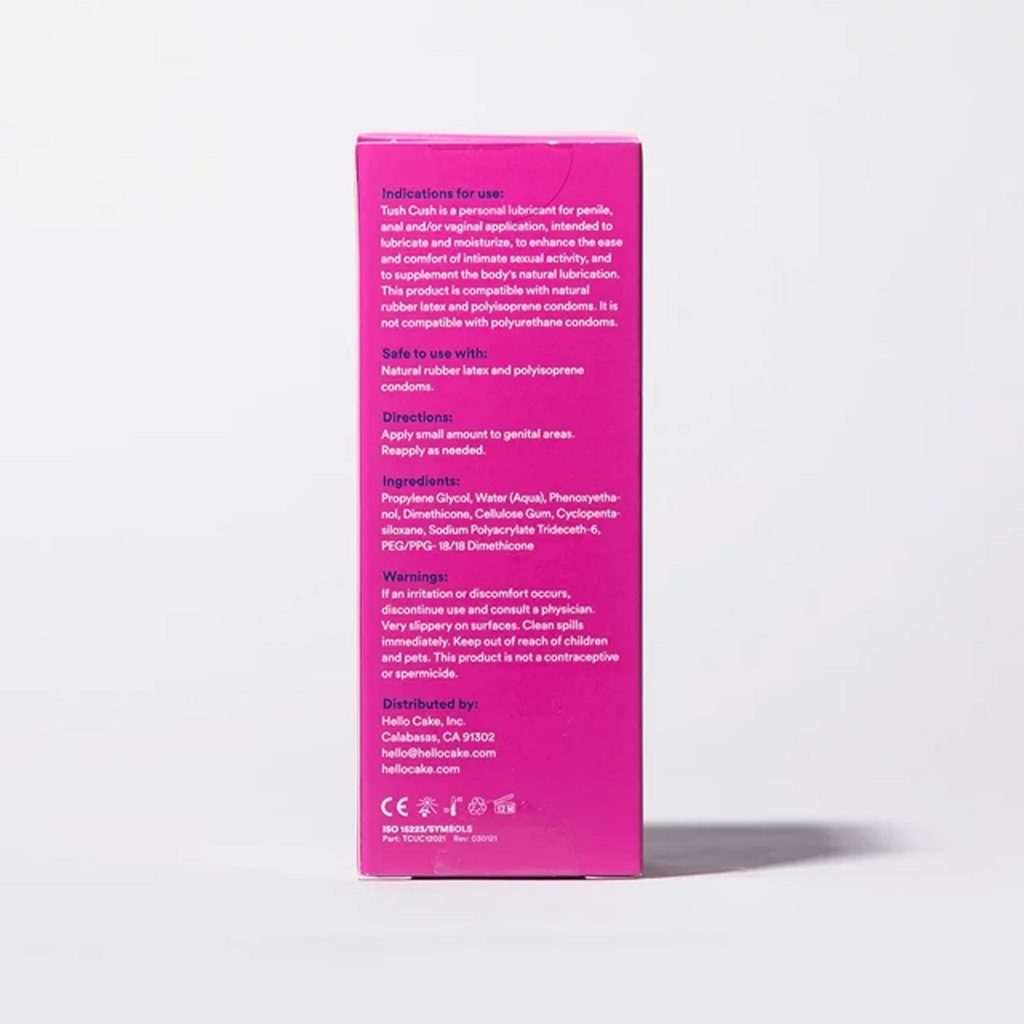 Indications for use:
Tush Cush is a personal lubricant for penile,
anal and/or vaginal application, intended to
lubricate and moisturize, to enhance the ease
and comfort of intimate sexual activity, and
to supplement the body's natural lubrication.
This product is compatible with natural
rubber latex and polyisoprene condoms. It is
not compatible with polyurethane condoms.
Safe to use with:
Natural rubber latex and polyisoprene
condoms.
Directions:
Apply small amount to genital areas.
Reapply as needed.
Ingredients:
Propylene Glycol, Water (Aqua), Phenoxyetha-
nol, Dimethicone, Cellulose Gum, Cyclopenta-
siloxane, Sodium Polyacrylate Trideceth-6,
PEG/PPG- 18/18 Dimethicone
Warnings:
If an irritation or discomfort occurs,
discontinue use and consult a physician.
Very slippery on surfaces. Clean spills
immediately. Keep out of reach of children
and pets. This product is not a contraceptive
or spermicide.
Distributed by:
Hello Cake, Inc.
Calabasas, CA 91302
hello@hellocake.com
hellocake.com
CE 12 M
ISO 15223/SYMBOLS
Part: TCUC12021 Rev: 030121